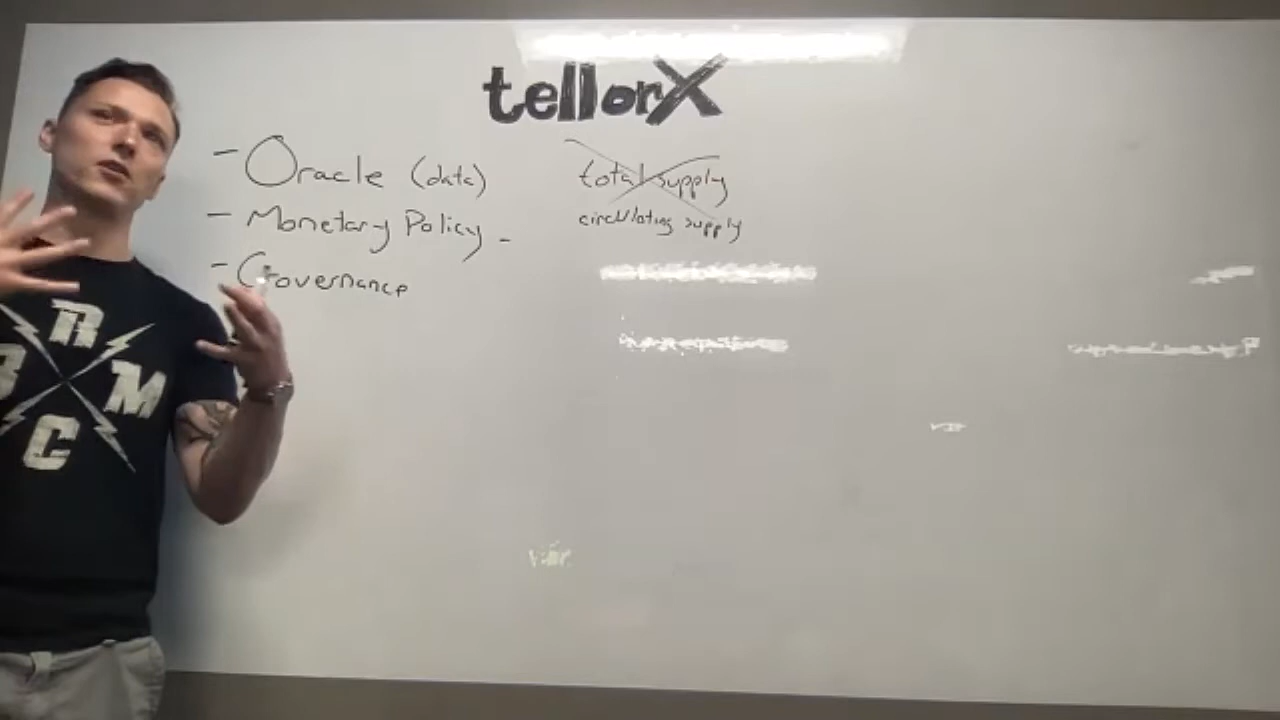 tellorX
- Oracle (data)
- Monetary Policy -
- Governance
total supply
circulating supply
B R M C